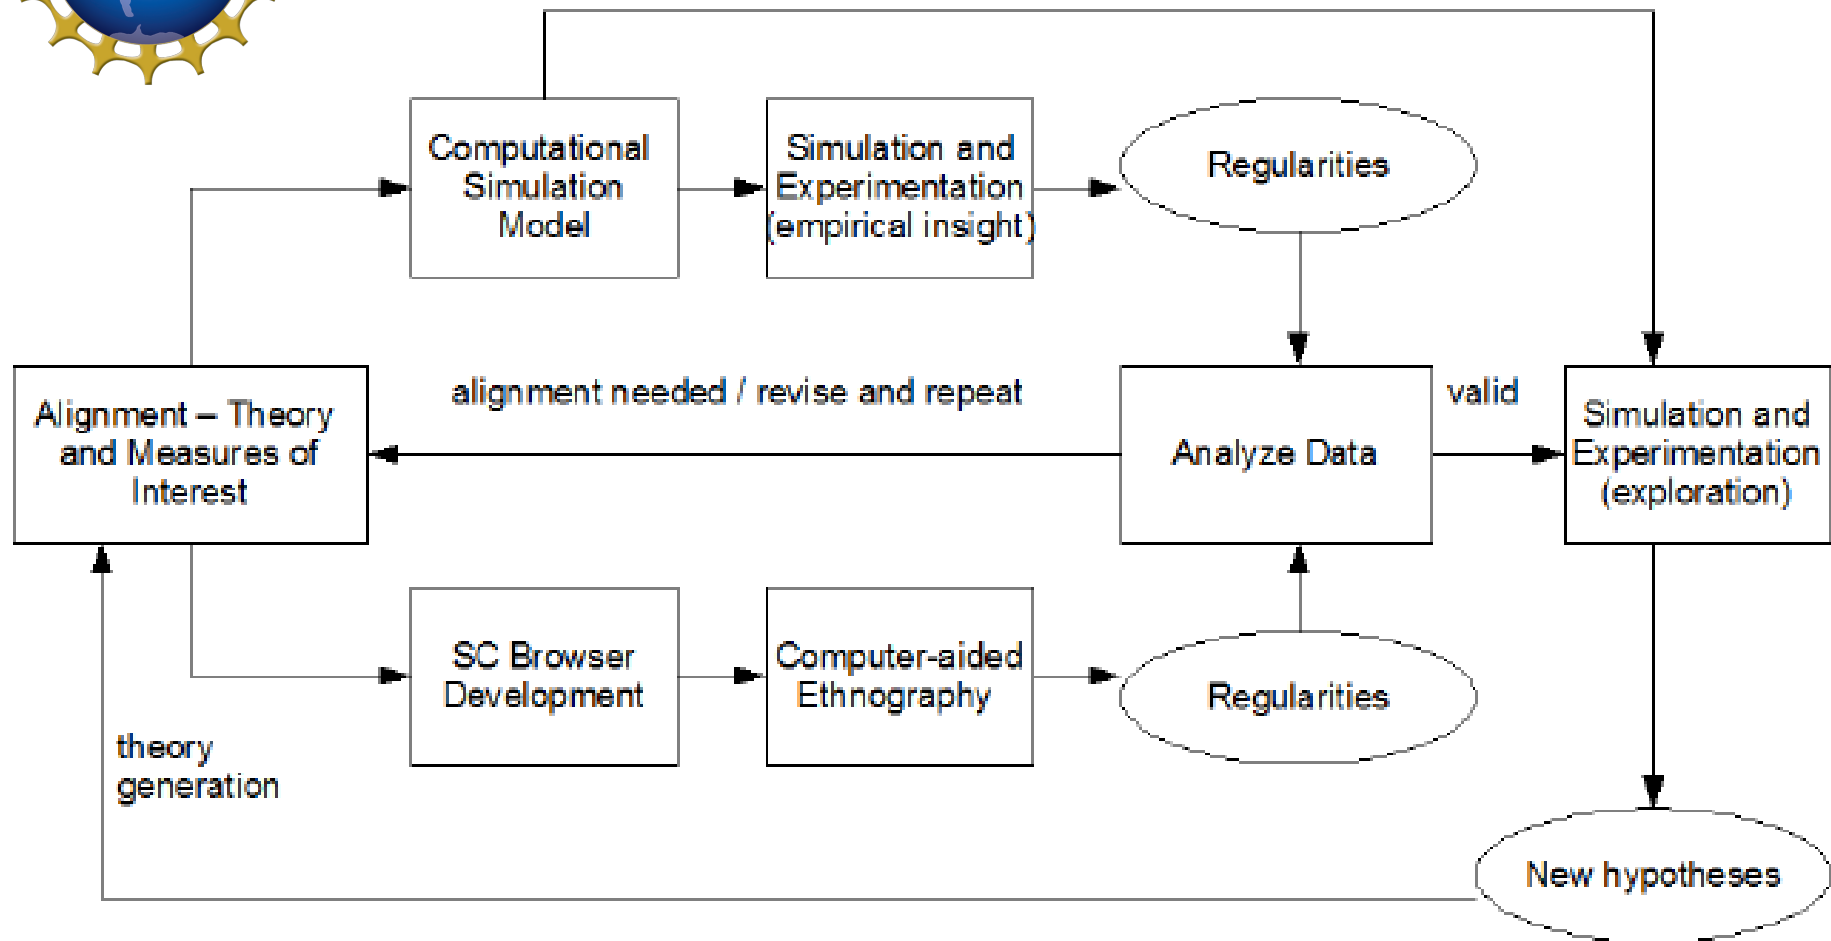 Computational
Simulation
Model
Simulation and
Experimentation
(empirical insight)
Regularities
Alignment – Theory
and Measures of
Interest
alignment needed / revise and repeat
Analyze Data
valid
Simulation and
Experimentation
(exploration)
SC Browser
Development
Computer-aided
Ethnography
Regularities
theory
generation
New hypotheses